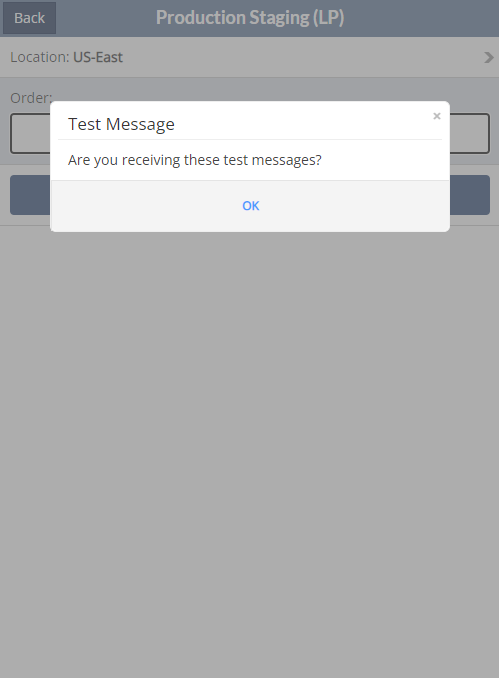 Back
Production Staging (LP)
Location: US-East
Order:
Test Message
×
Are you receiving these test messages?
OK